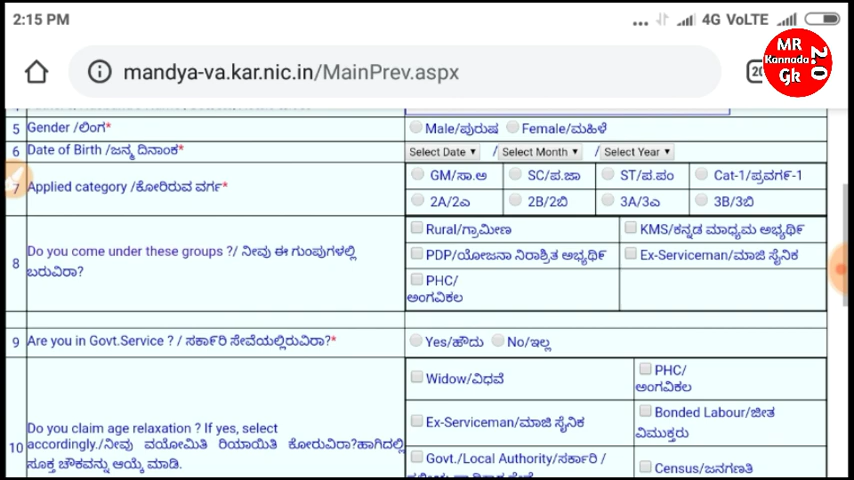 2:15 PM
4G VoLTE
mandya-va.kar.nic.in/MainPrev.aspx
MR
Kannada
Gk
2.0
5 Gender /ಲಿಂಗ* Male/ಪುರುಷ Female/ಮಹಿಳೆ
6 Date of Birth /ಜನ್ಮ ದಿನಾಂಕ* Select Date / Select Month / Select Year
7 Applied category /ಕೋರಿರುವ ವರ್ಗ*
GM/ಸಾ.ಅ SC/ಪ.ಜಾ ST/ಪ.ಪಂ Cat-1/ಪ್ರವರ್ಗ-1
2A/2ಎ 2B/2ಬಿ 3A/3ಎ 3B/3ಬಿ
8 Do you come under these groups ?/ ನೀವು ಈ ಗುಂಪುಗಳಲ್ಲಿ
ಬರುವಿರಾ?
Rural/ಗ್ರಾಮೀಣ KMS/ಕನ್ನಡ ಮಾಧ್ಯಮ ಅಭ್ಯರ್ಥಿ
PDP/ಯೋಜನಾ ನಿರಾಶ್ರಿತ ಅಭ್ಯರ್ಥಿ Ex-Serviceman/ಮಾಜಿ ಸೈನಿಕ
PHC/
ಅಂಗವಿಕಲ
9 Are you in Govt.Service ? / ಸರ್ಕಾರಿ ಸೇವೆಯಲ್ಲಿರುವಿರಾ?* Yes/ಹೌದು No/ಇಲ್ಲ
10 Do you claim age relaxation ? If yes, select
accordingly./ನೀವು ವಯೋಮಿತಿ ರಿಯಾಯಿತಿ ಕೋರುವಿರಾ?ಹಾಗಿದಲ್ಲಿ
ಸೂಕ್ತ ಚೌಕವನ್ನು ಆಯ್ಕೆ ಮಾಡಿ.
Widow/ವಿಧವೆ PHC/
ಅಂಗವಿಕಲ
Ex-Serviceman/ಮಾಜಿ ಸೈನಿಕ Bonded Labour/ಜೀತ
ವಿಮುಕ್ತರು
Govt./Local Authority/ಸರ್ಕಾರಿ / Census/ಜನಗಣತಿ